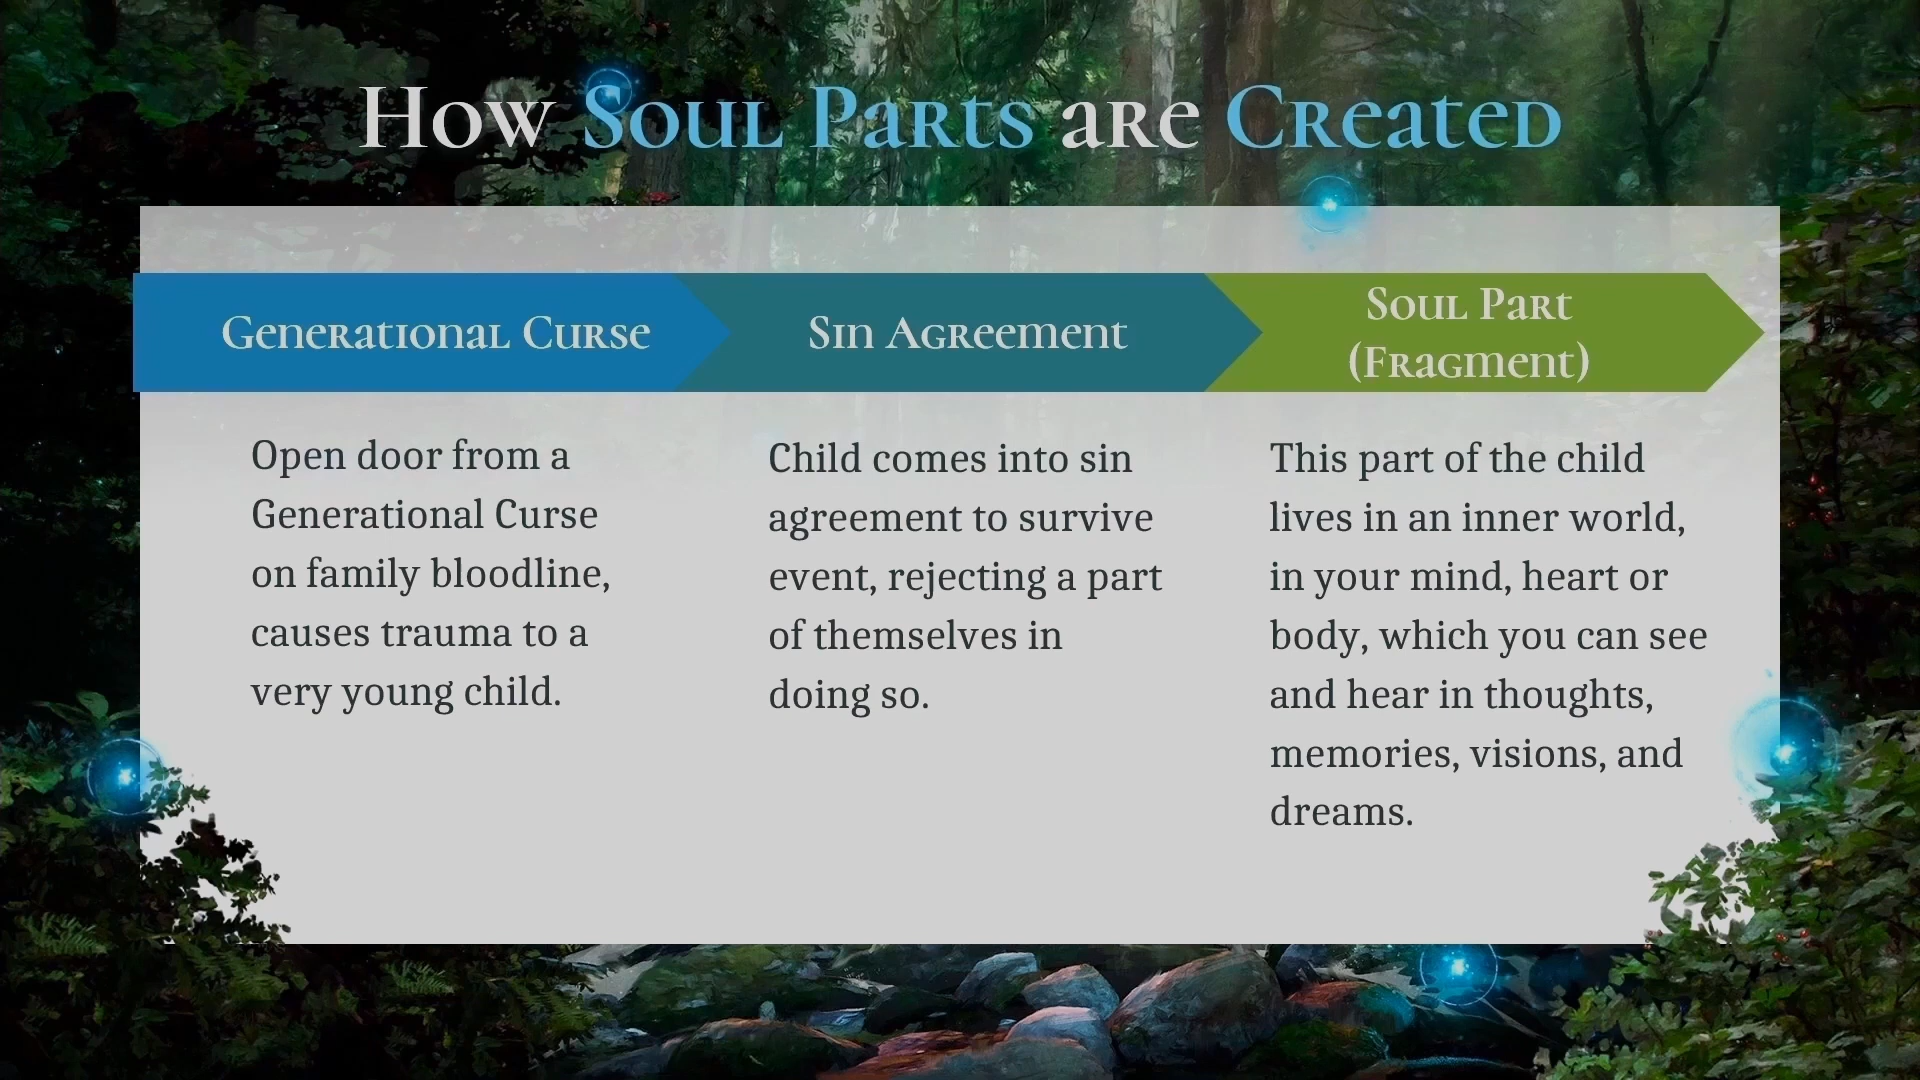 How Soul Parts are Created
Generational Curse
Sin Agreement
Soul Part
(Fragment)
Open door from a
Generational Curse
on family bloodline,
causes trauma to a
very young child.
Child comes into sin
agreement to survive
event, rejecting a part
of themselves in
doing so.
This part of the child
lives in an inner world,
in your mind, heart or
body, which you can see
and hear in thoughts,
memories, visions, and
dreams.